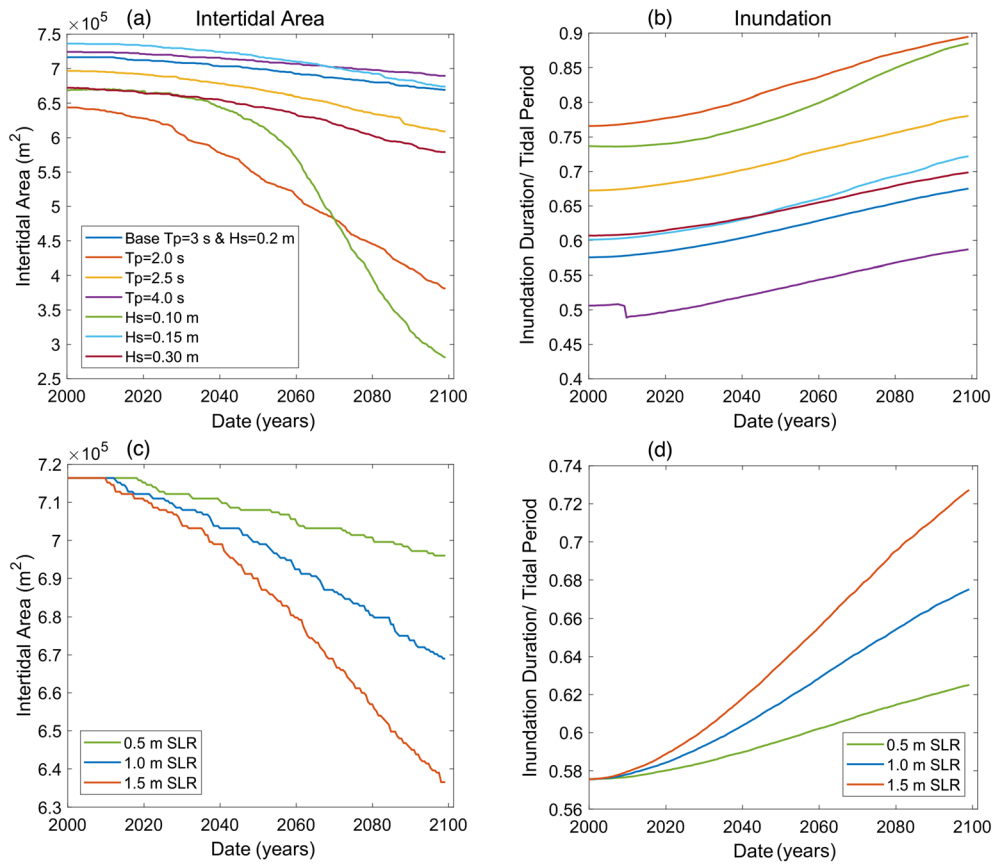 (a) Intertidal Area
×10⁵
7.5
7
6.5
6
5.5
5
4.5
4
3.5
3
2.5
Intertidal Area (m²)
Base Tp=3 s & Hs=0.2 m
Tp=2.0 s
Tp=2.5 s
Tp=4.0 s
Hs=0.10 m
Hs=0.15 m
Hs=0.30 m
2000 2020 2040 2060 2080 2100
Date (years)
(b) Inundation
0.9
0.85
0.8
0.75
0.7
0.65
0.6
0.55
0.5
0.45
0.4
Inundation Duration/ Tidal Period
2000 2020 2040 2060 2080 2100
Date (years)
(c)
×10⁵
7.2
7.1
7
6.9
6.8
6.7
6.6
6.5
6.4
6.3
Intertidal Area (m²)
0.5 m SLR
1.0 m SLR
1.5 m SLR
2000 2020 2040 2060 2080 2100
Date (years)
(d)
0.74
0.72
0.7
0.68
0.66
0.64
0.62
0.6
0.58
0.56
Inundation Duration/ Tidal Period
0.5 m SLR
1.0 m SLR
1.5 m SLR
2000 2020 2040 2060 2080 2100
Date (years)